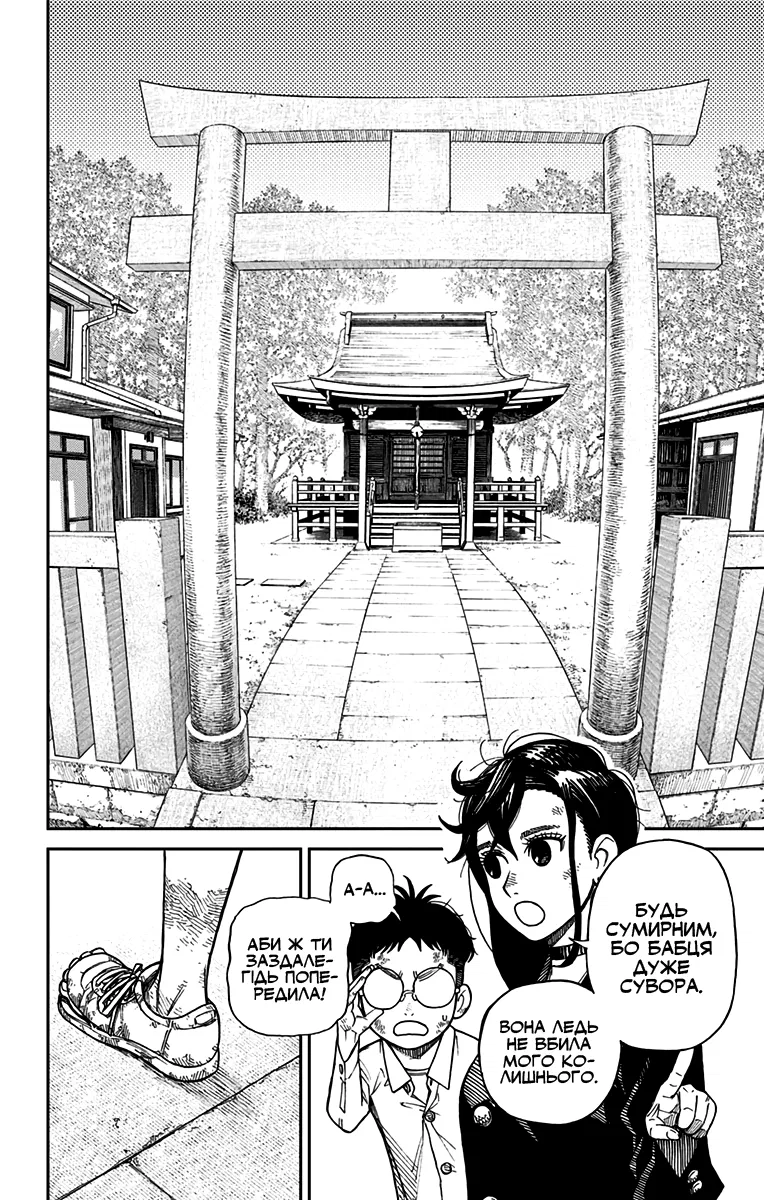 БУДЬ
СУМИРНИМ,
БО БАБЦЯ
ДУЖЕ
СУВОРА.
ВОНА ЛЕДЬ
НЕ ВБИЛА
МОГО КО-
ЛИШНЬОГО.
А-А...
АБИ Ж ТИ
ЗАЗДАЛЕ-
ГІДЬ ПОПЕ-
РЕДИЛА!